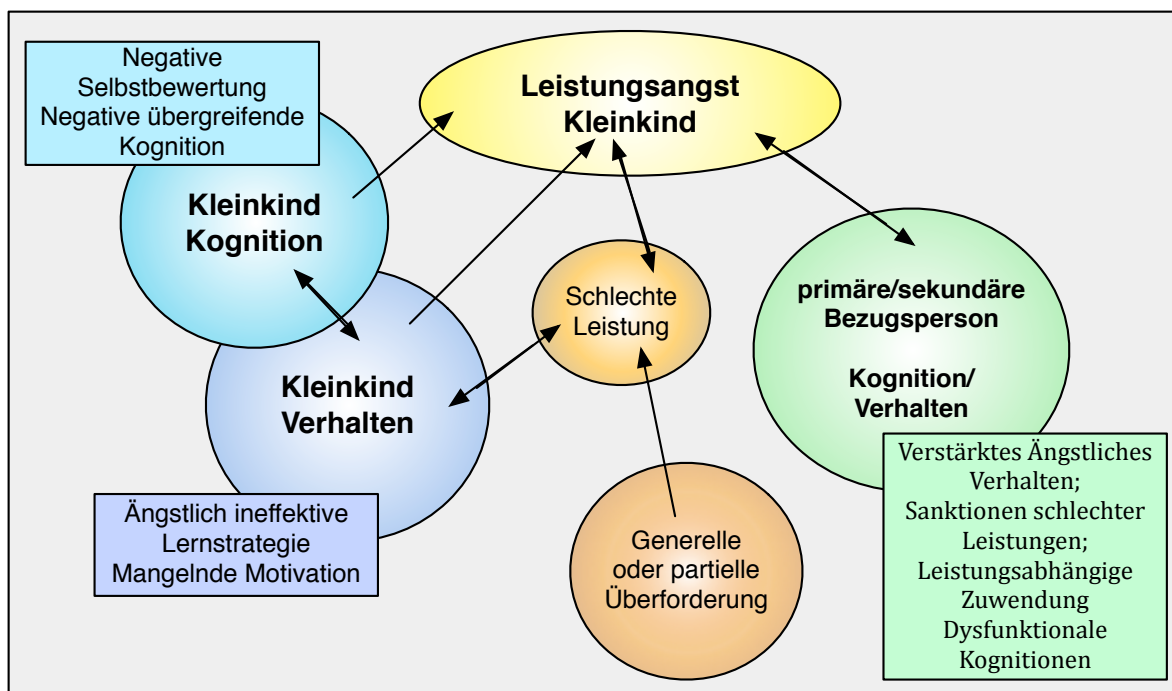 Negative
Selbstbewertung
Negative übergreifende
Kognition
Leistungsangst
Kleinkind
Kleinkind
Kognition
Schlechte
Leistung
primäre/sekundäre
Bezugsperson
Kognition/
Verhalten
Kleinkind
Verhalten
Ängstlich ineffektive
Lernstrategie
Mangelnde Motivation
Generelle
oder partielle
Überforderung
Verstärktes Ängstliches
Verhalten;
Sanktionen schlechter
Leistungen;
Leistungsabhängige
Zuwendung
Dysfunktionale
Kognitionen